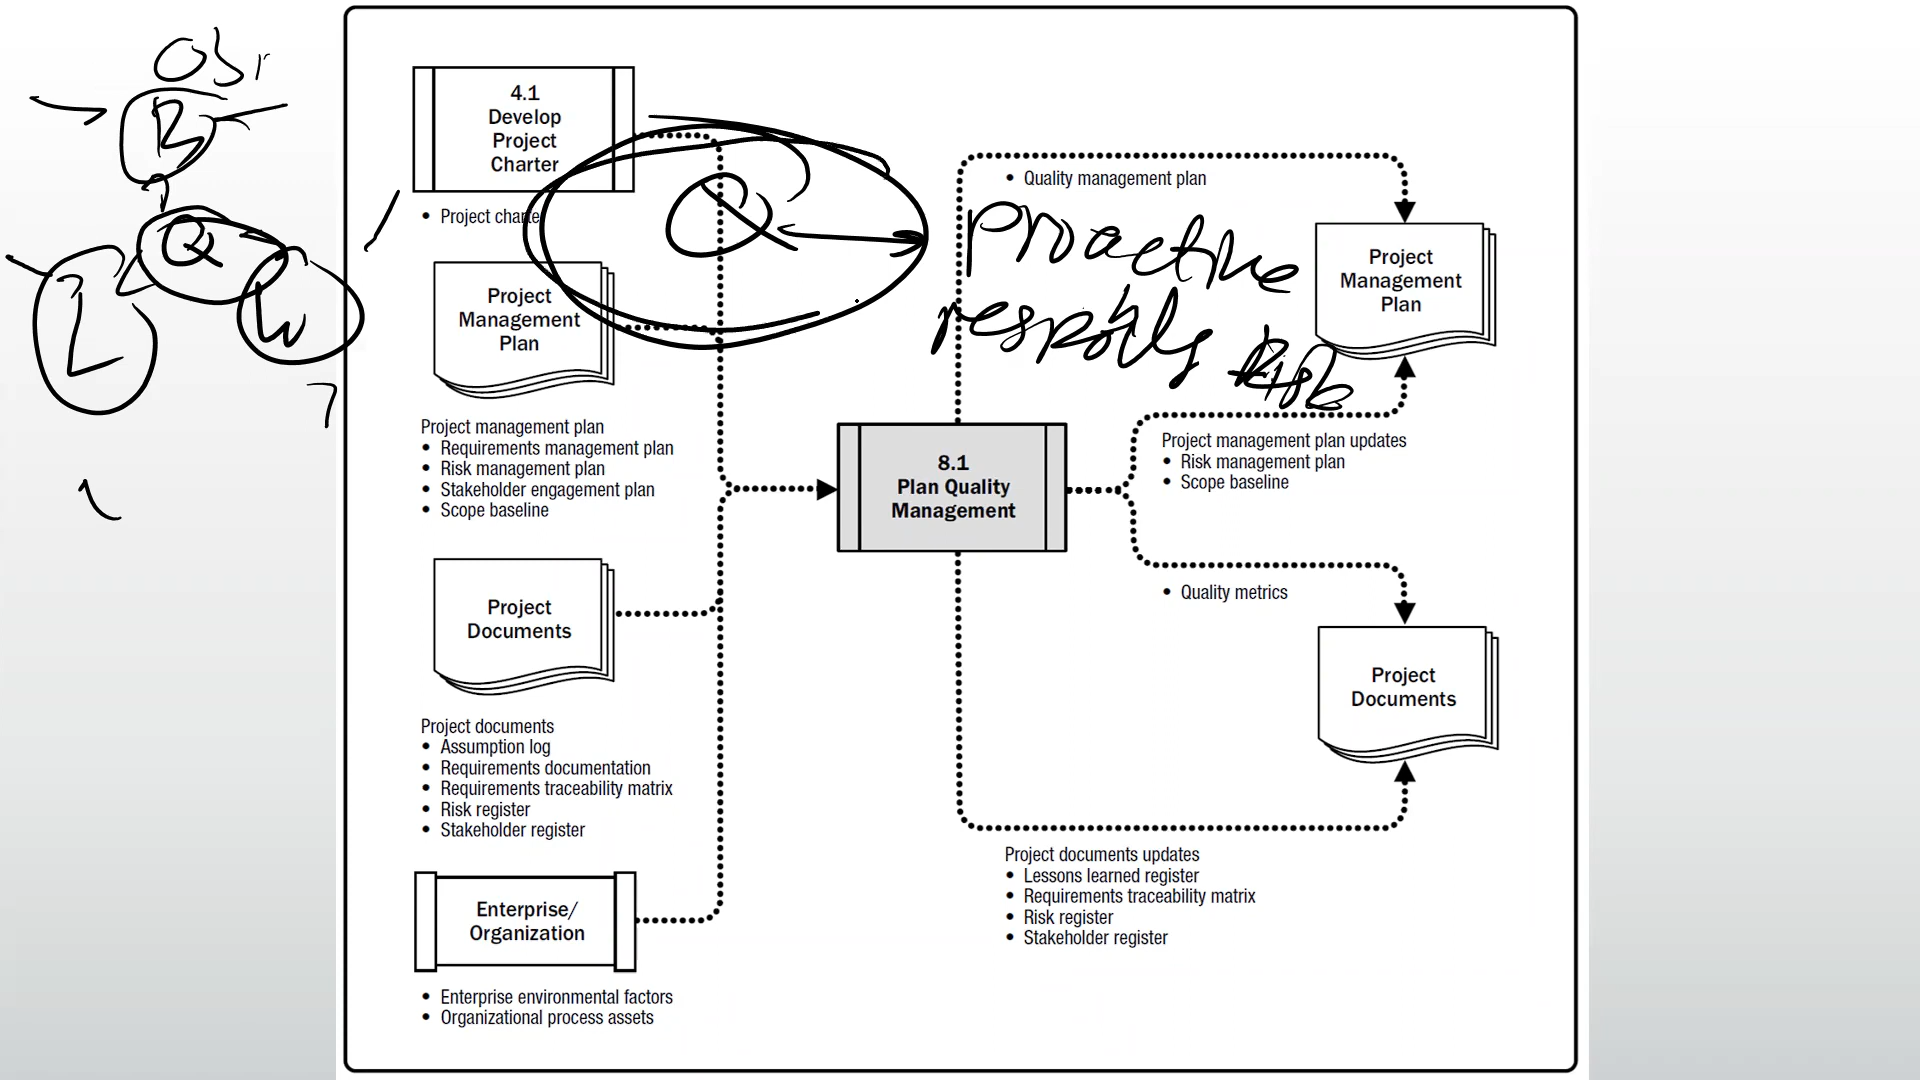 B
Q
L
W
4.1
Develop
Project
Charter
• Project charte
Project
Management
Plan
Project management plan
• Requirements management plan
• Risk management plan
• Stakeholder engagement plan
• Scope baseline
Project
Documents
Project documents
• Assumption log
• Requirements documentation
• Requirements traceability matrix
• Risk register
• Stakeholder register
Enterprise/
Organization
• Enterprise environmental factors
• Organizational process assets
Q
8.1
Plan Quality
Management
• Quality management plan
Proactive
Risk
Project
Management
Plan
Project management plan updates
• Risk management plan
• Scope baseline
• Quality metrics
Project
Documents
Project documents updates
• Lessons learned register
• Requirements traceability matrix
• Risk register
• Stakeholder register